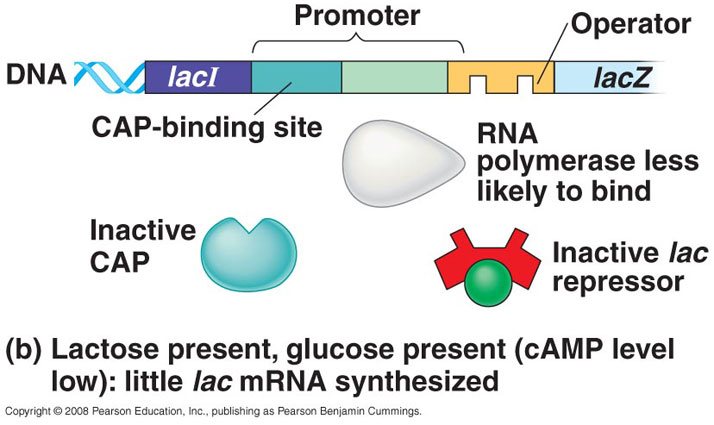 Promoter
Operator
DNA
lacI
lacZ
CAP-binding site
RNA
polymerase less
likely to bind
Inactive
CAP
Inactive lac
repressor
(b) Lactose present, glucose present (cAMP level
low): little lac mRNA synthesized
Copyright © 2008 Pearson Education, Inc., publishing as Pearson Benjamin Cummings.